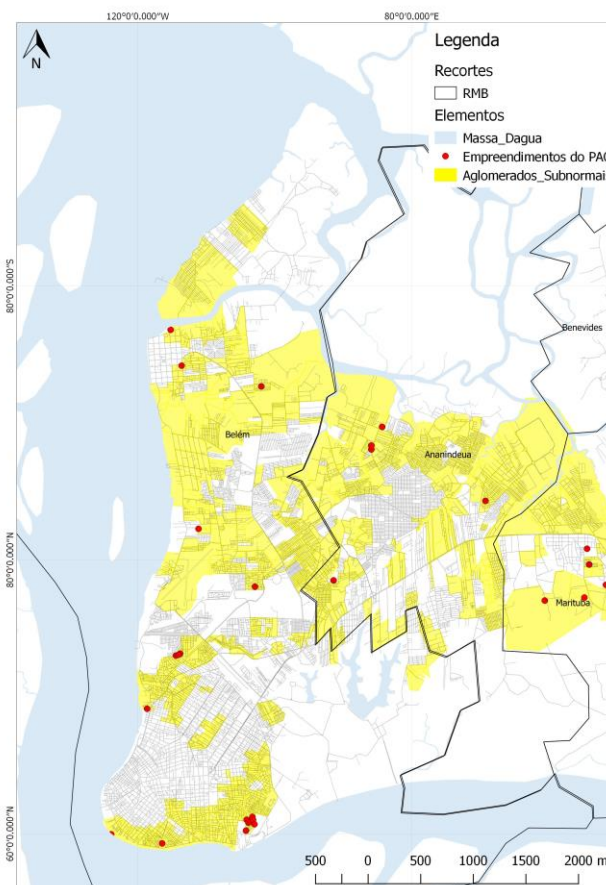 120°0'0.000"W
80°0'0.000"E
N
Legenda
Recortes
RMB
Elementos
Massa_Dagua
Empreendimentos do PAC
Aglomerados_Subnormais
80°0'0.000"S
Benevides
Belém
Ananindeua
80°0'0.000"N
Marituba
60°0'0.000"N
500 0 500 1000 1500 2000 m